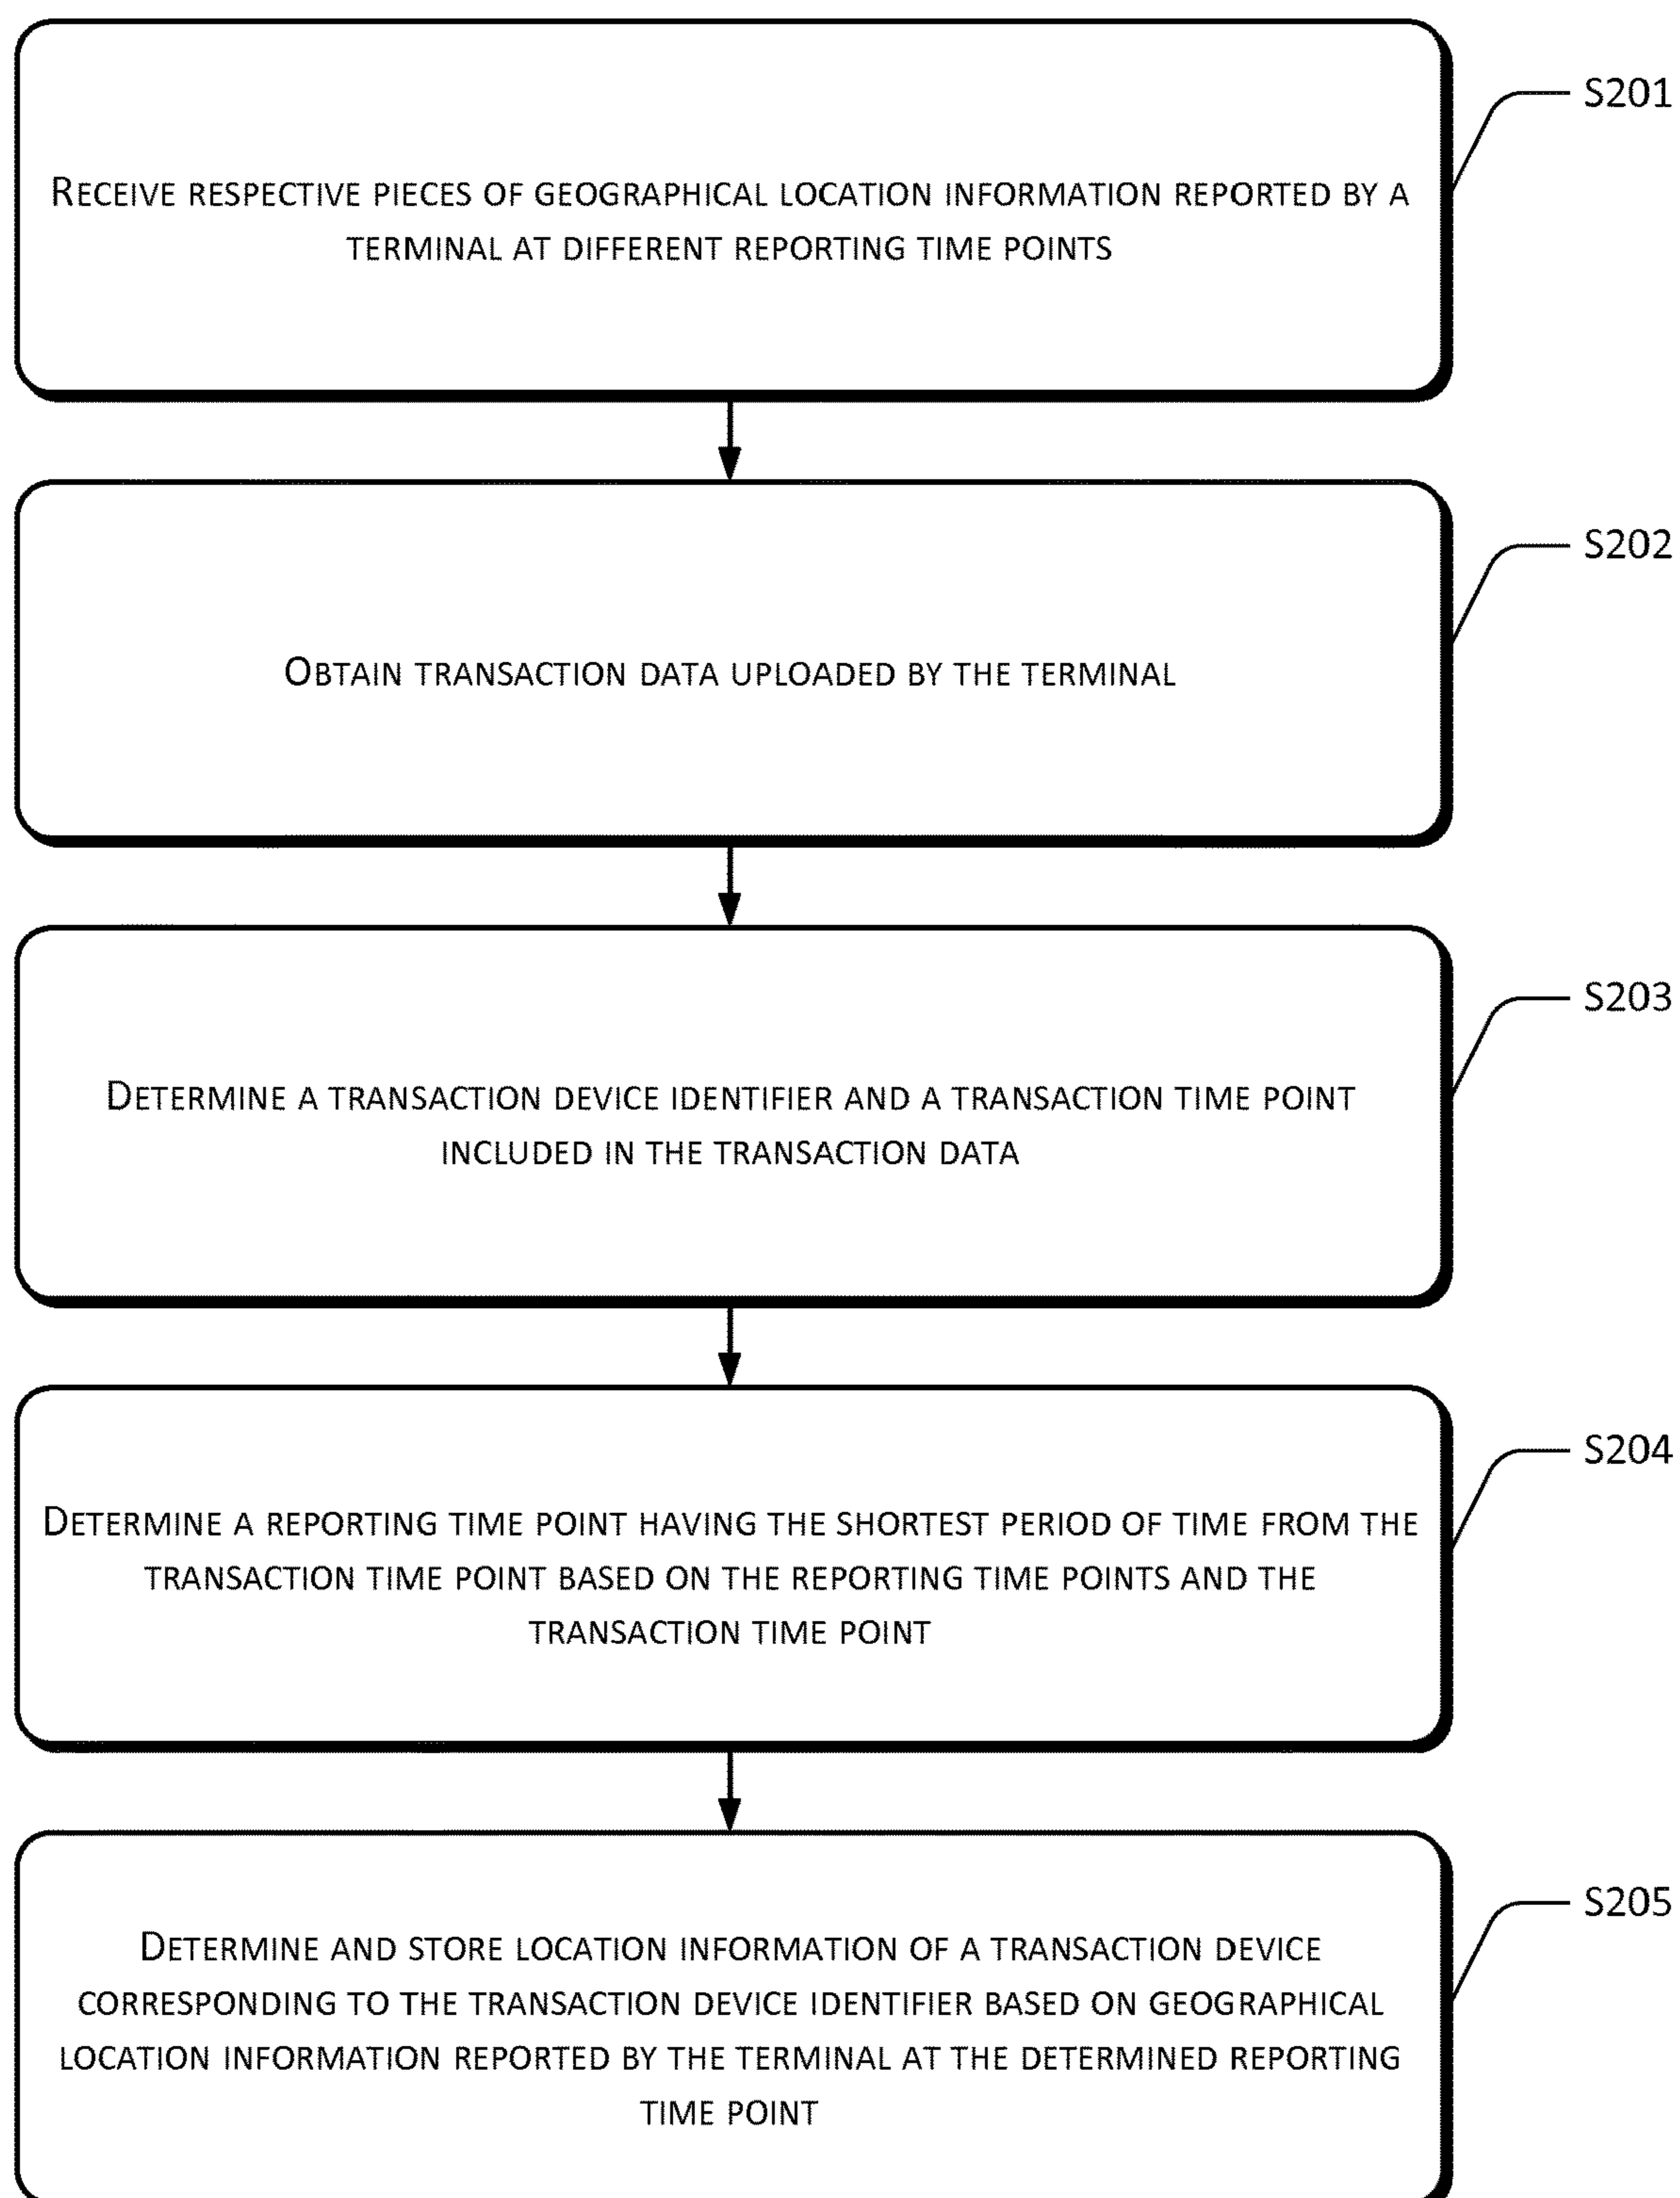 S201
RECEIVE RESPECTIVE PIECES OF GEOGRAPHICAL LOCATION INFORMATION REPORTED BY A
TERMINAL AT DIFFERENT REPORTING TIME POINTS
S202
OBTAIN TRANSACTION DATA UPLOADED BY THE TERMINAL
S203
DETERMINE A TRANSACTION DEVICE IDENTIFIER AND A TRANSACTION TIME POINT
INCLUDED IN THE TRANSACTION DATA
S204
DETERMINE A REPORTING TIME POINT HAVING THE SHORTEST PERIOD OF TIME FROM THE
TRANSACTION TIME POINT BASED ON THE REPORTING TIME POINTS AND THE
TRANSACTION TIME POINT
S205
DETERMINE AND STORE LOCATION INFORMATION OF A TRANSACTION DEVICE
CORRESPONDING TO THE TRANSACTION DEVICE IDENTIFIER BASED ON GEOGRAPHICAL
LOCATION INFORMATION REPORTED BY THE TERMINAL AT THE DETERMINED REPORTING
TIME POINT